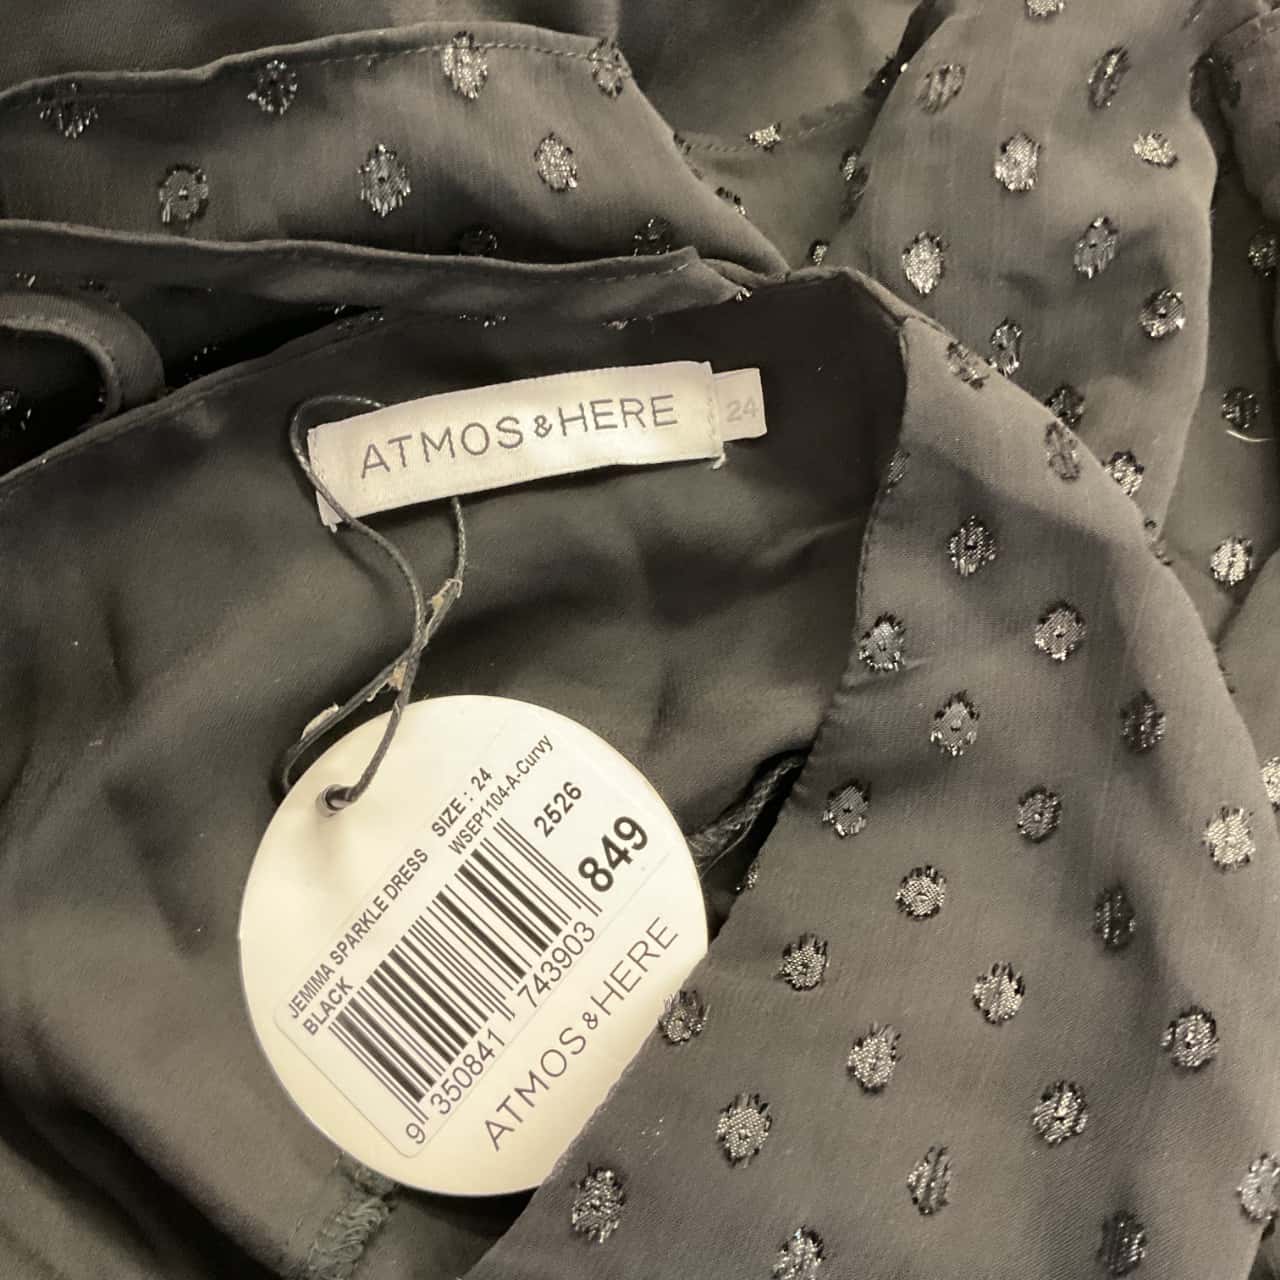 ATMOS&HERE
24
JEMIMA SPARKLE DRESS SIZE: 24
BLACK WSEP1104-A-Curvy
2526
849
9 350841 743903
ATMOS&HERE